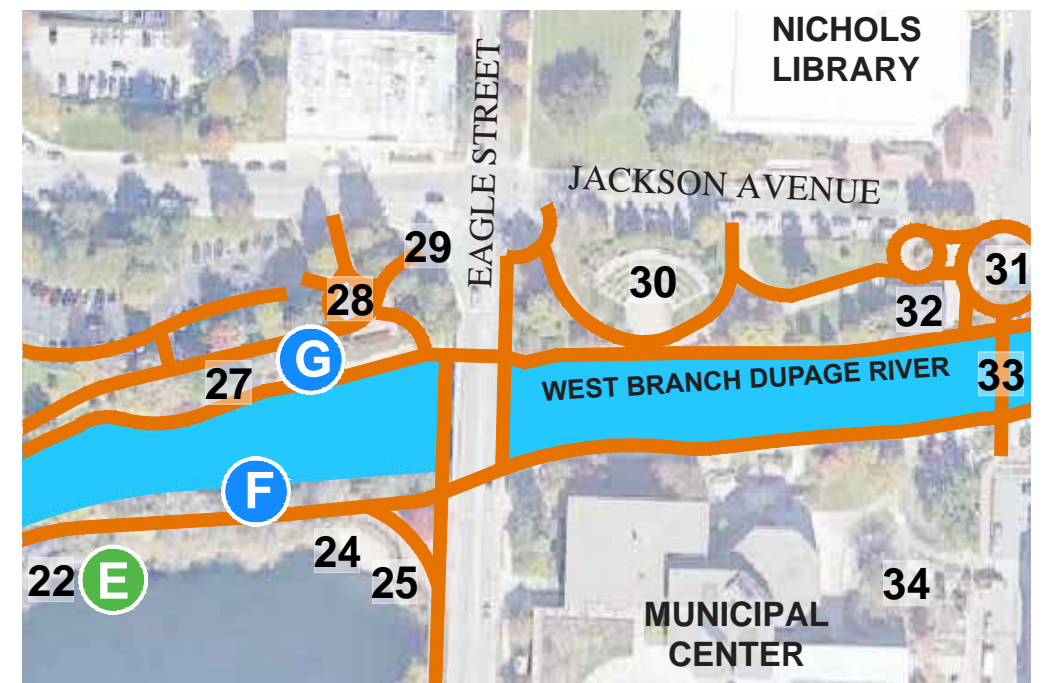 NICHOLS
LIBRARY
EAGLE STREET
JACKSON AVENUE
29
30
31
28
32
G
27
WEST BRANCH DUPAGE RIVER
33
F
24
22
E
25
34
MUNICIPAL
CENTER